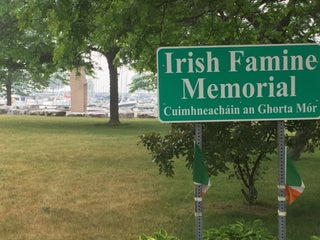 Irish Famine
Memorial
Cuimhneacháin an Ghorta Mór